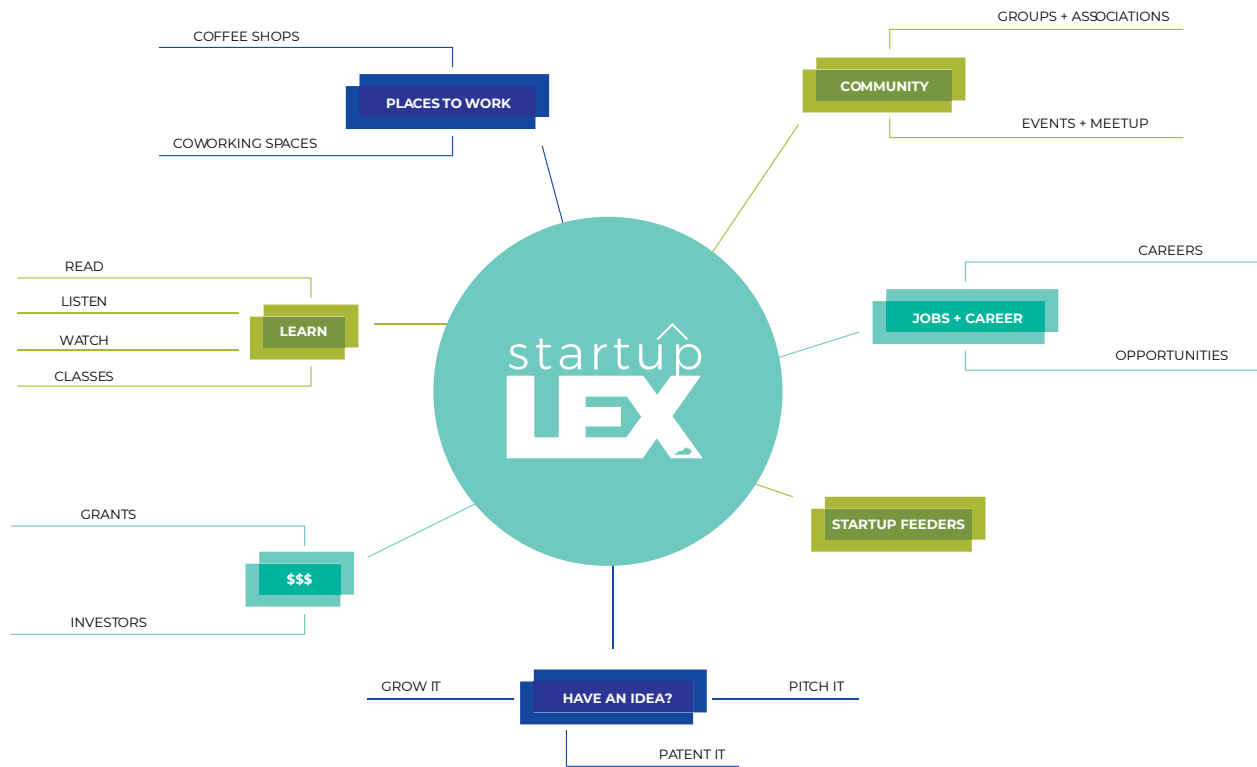 COFFEE SHOPS
PLACES TO WORK
COWORKING SPACES
GROUPS + ASSOCIATIONS
COMMUNITY
EVENTS + MEETUP
READ
LISTEN
LEARN
WATCH
CLASSES
startup
LEX
CAREERS
JOBS + CAREER
OPPORTUNITIES
GRANTS
$$$
INVESTORS
STARTUP FEEDERS
GROW IT
HAVE AN IDEA?
PITCH IT
PATENT IT